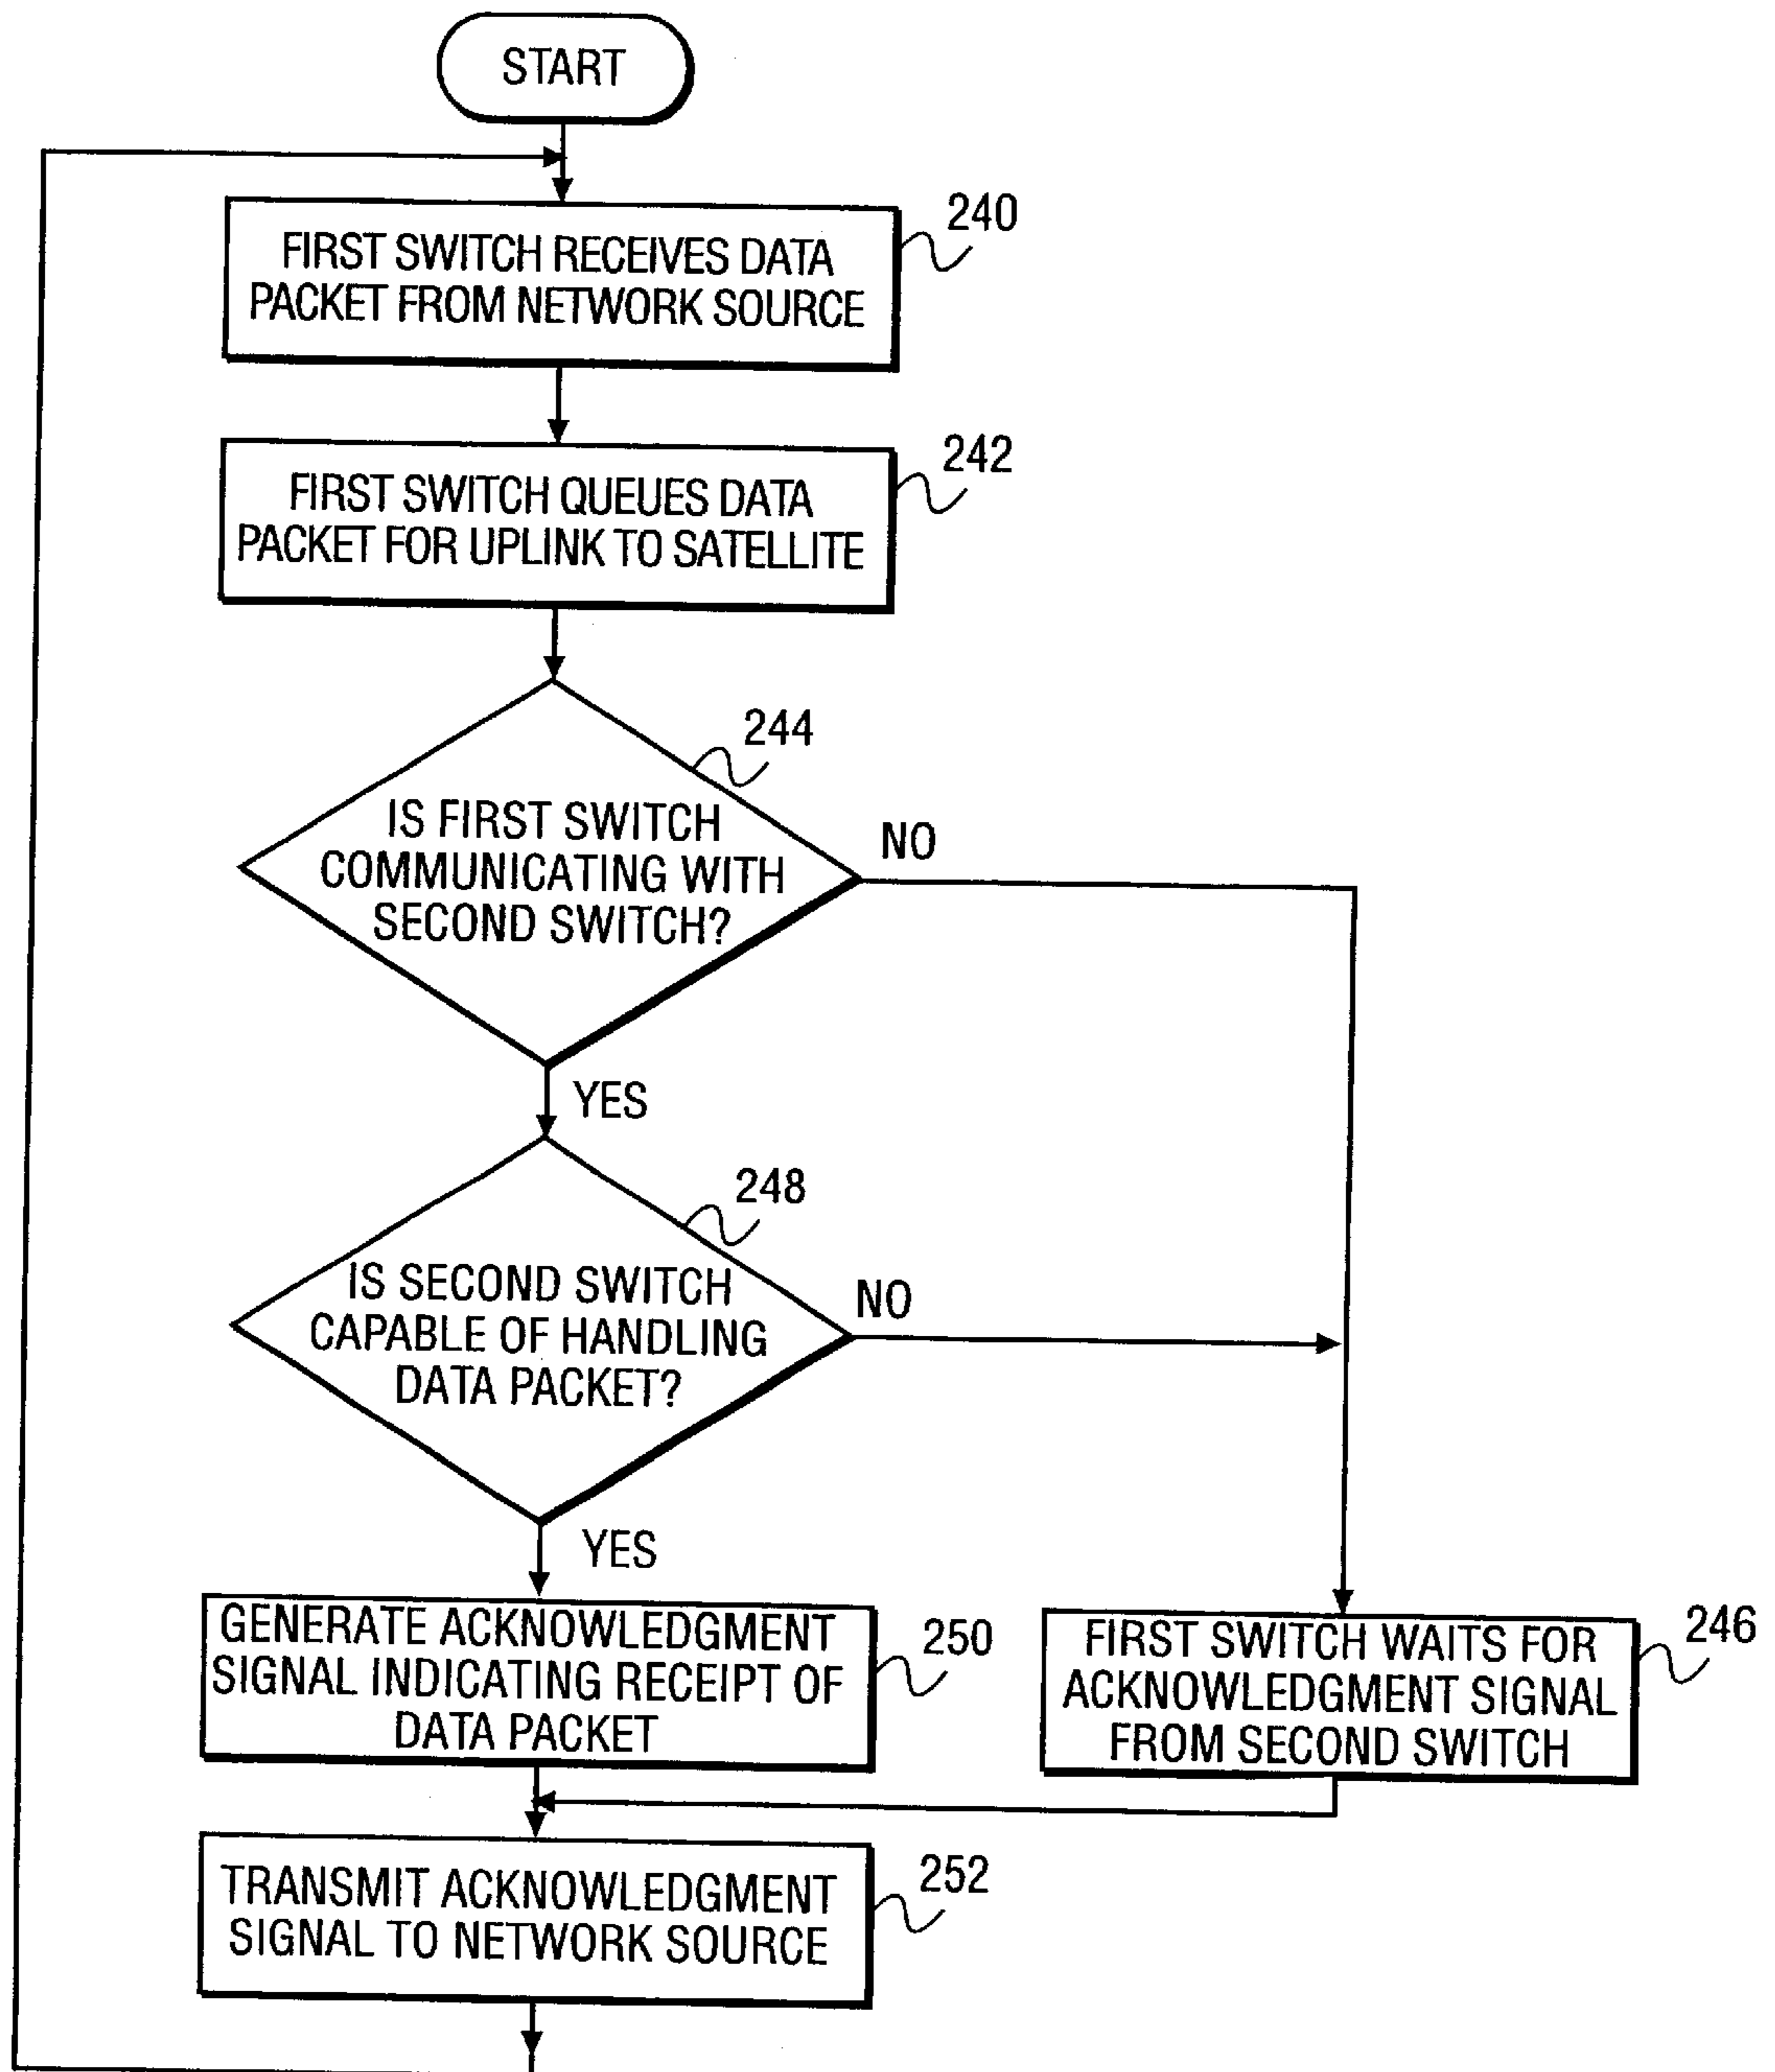 START
240
FIRST SWITCH RECEIVES DATA
PACKET FROM NETWORK SOURCE
242
FIRST SWITCH QUEUES DATA
PACKET FOR UPLINK TO SATELLITE
244
IS FIRST SWITCH
COMMUNICATING WITH
SECOND SWITCH?
NO
YES
248
IS SECOND SWITCH
CAPABLE OF HANDLING
DATA PACKET?
NO
YES
GENERATE ACKNOWLEDGMENT
SIGNAL INDICATING RECEIPT OF
DATA PACKET
250
FIRST SWITCH WAITS FOR
ACKNOWLEDGMENT SIGNAL
FROM SECOND SWITCH
246
TRANSMIT ACKNOWLEDGMENT
SIGNAL TO NETWORK SOURCE
252